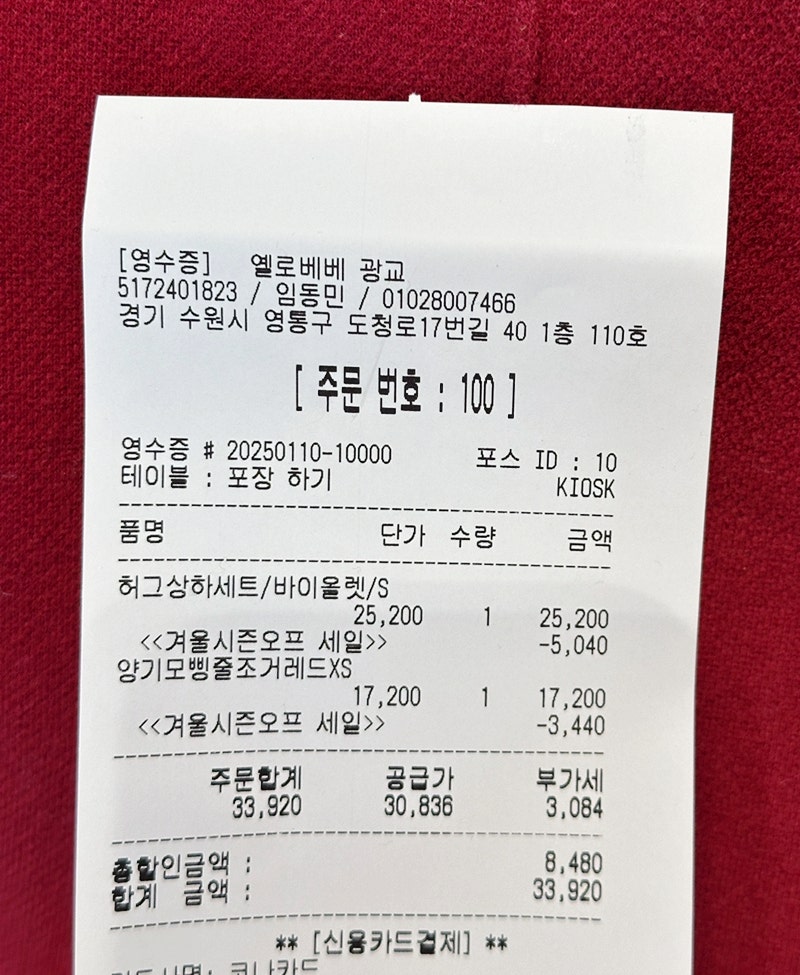 [영수증] 옐로베베 광교
5172401823 / 임동민 / 01028007466
경기 수원시 영통구 도청로17번길 40 1층 110호
[ 주문 번호 : 100 ]
영수증 # 20250110-10000 포스 ID : 10
테이블 : 포장 하기 KIOSK
품명 단가 수량 금액
허그상하세트/바이올렛/S
25,200 1 25,200
<<겨울시즌오프 세일>> -5,040
양기모삥줄조거레드XS
17,200 1 17,200
<<겨울시즌오프 세일>> -3,440
주문합계 공급가 부가세
33,920 30,836 3,084
총할인금액 : 8,480
합계 금액 : 33,920
** [신용카드결제] **
카드사명: 코나카드